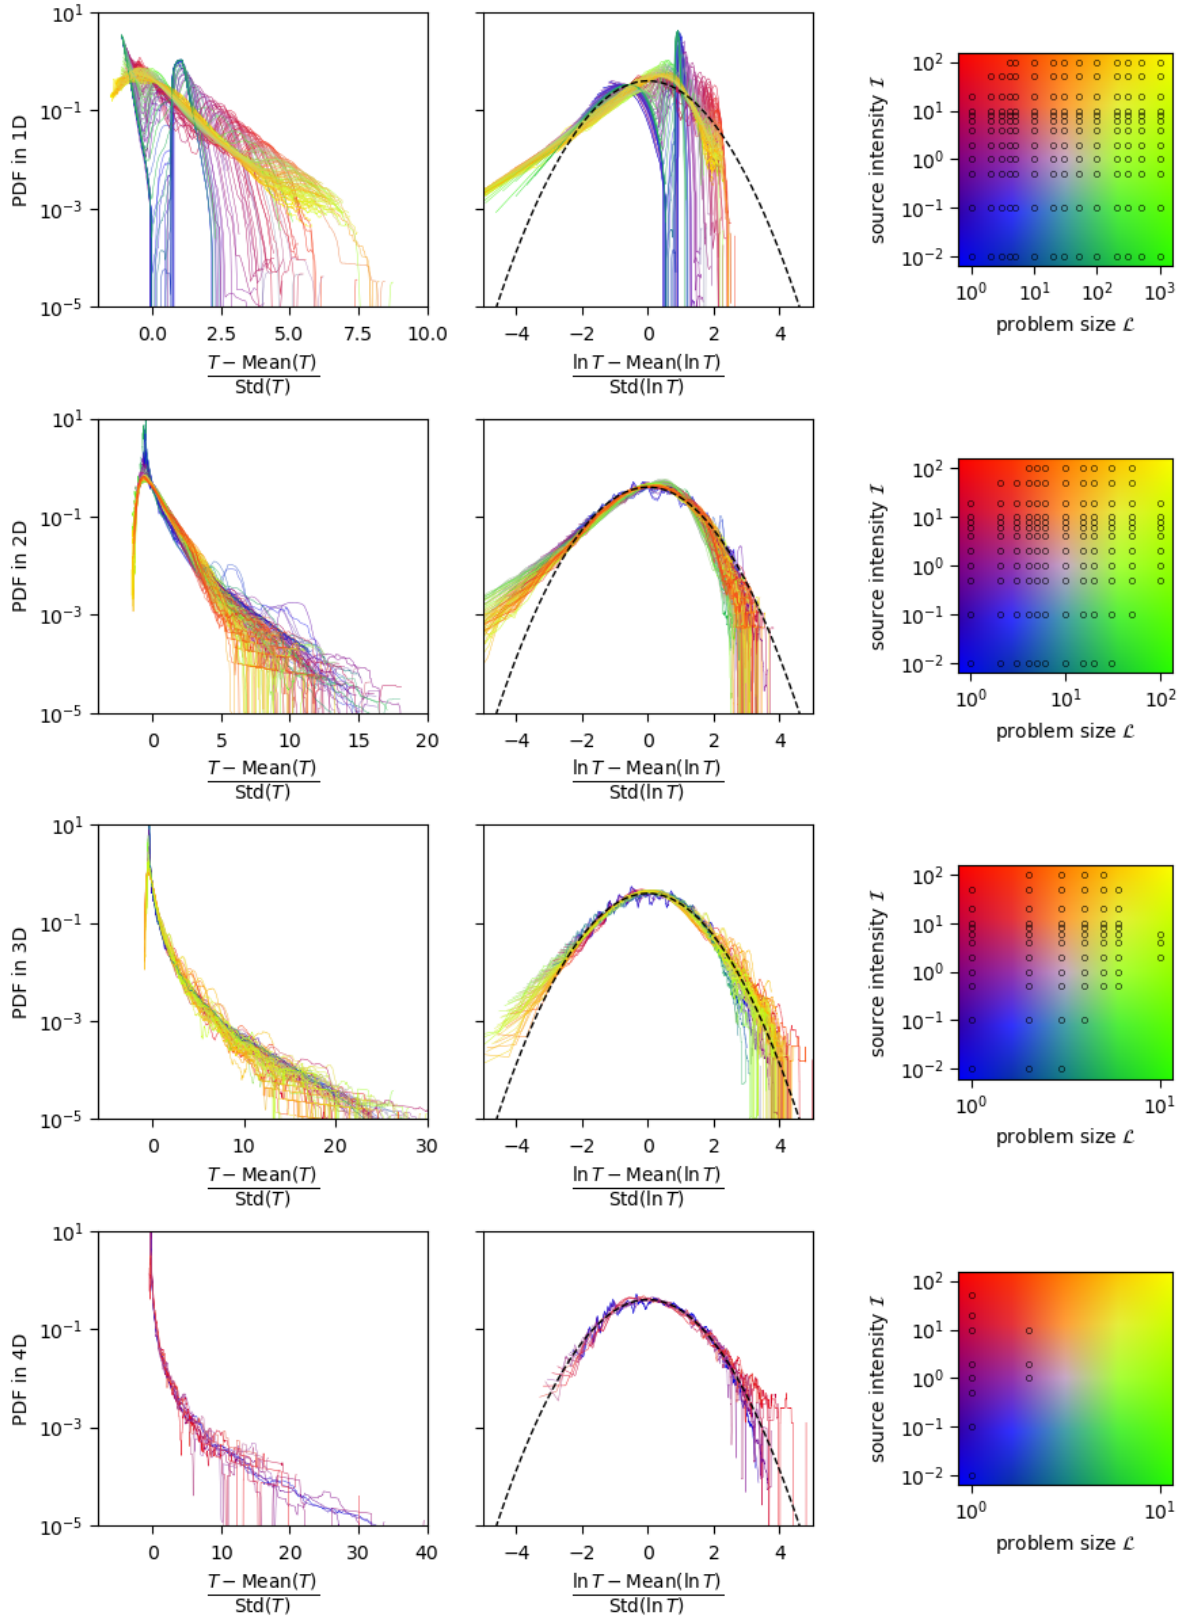 PDF in 1D
10^1
10^-1
10^-3
10^-5
0.0 2.5 5.0 7.5 10.0
T − Mean(T)
Std(T)
−4 −2 0 2 4
ln T − Mean(ln T)
Std(ln T)
source intensity ℐ
10^2
10^1
10^0
10^-1
10^-2
10^0 10^1 10^2 10^3
problem size ℒ
PDF in 2D
10^1
10^-1
10^-3
10^-5
0 5 10 15 20
T − Mean(T)
Std(T)
−4 −2 0 2 4
ln T − Mean(ln T)
Std(ln T)
source intensity ℐ
10^2
10^1
10^0
10^-1
10^-2
10^0 10^1 10^2
problem size ℒ
PDF in 3D
10^1
10^-1
10^-3
10^-5
0 10 20 30
T − Mean(T)
Std(T)
−4 −2 0 2 4
ln T − Mean(ln T)
Std(ln T)
source intensity ℐ
10^2
10^1
10^0
10^-1
10^-2
10^0 10^1
problem size ℒ
PDF in 4D
10^1
10^-1
10^-3
10^-5
0 10 20 30 40
T − Mean(T)
Std(T)
−4 −2 0 2 4
ln T − Mean(ln T)
Std(ln T)
source intensity ℐ
10^2
10^1
10^0
10^-1
10^-2
10^0 10^1
problem size ℒ